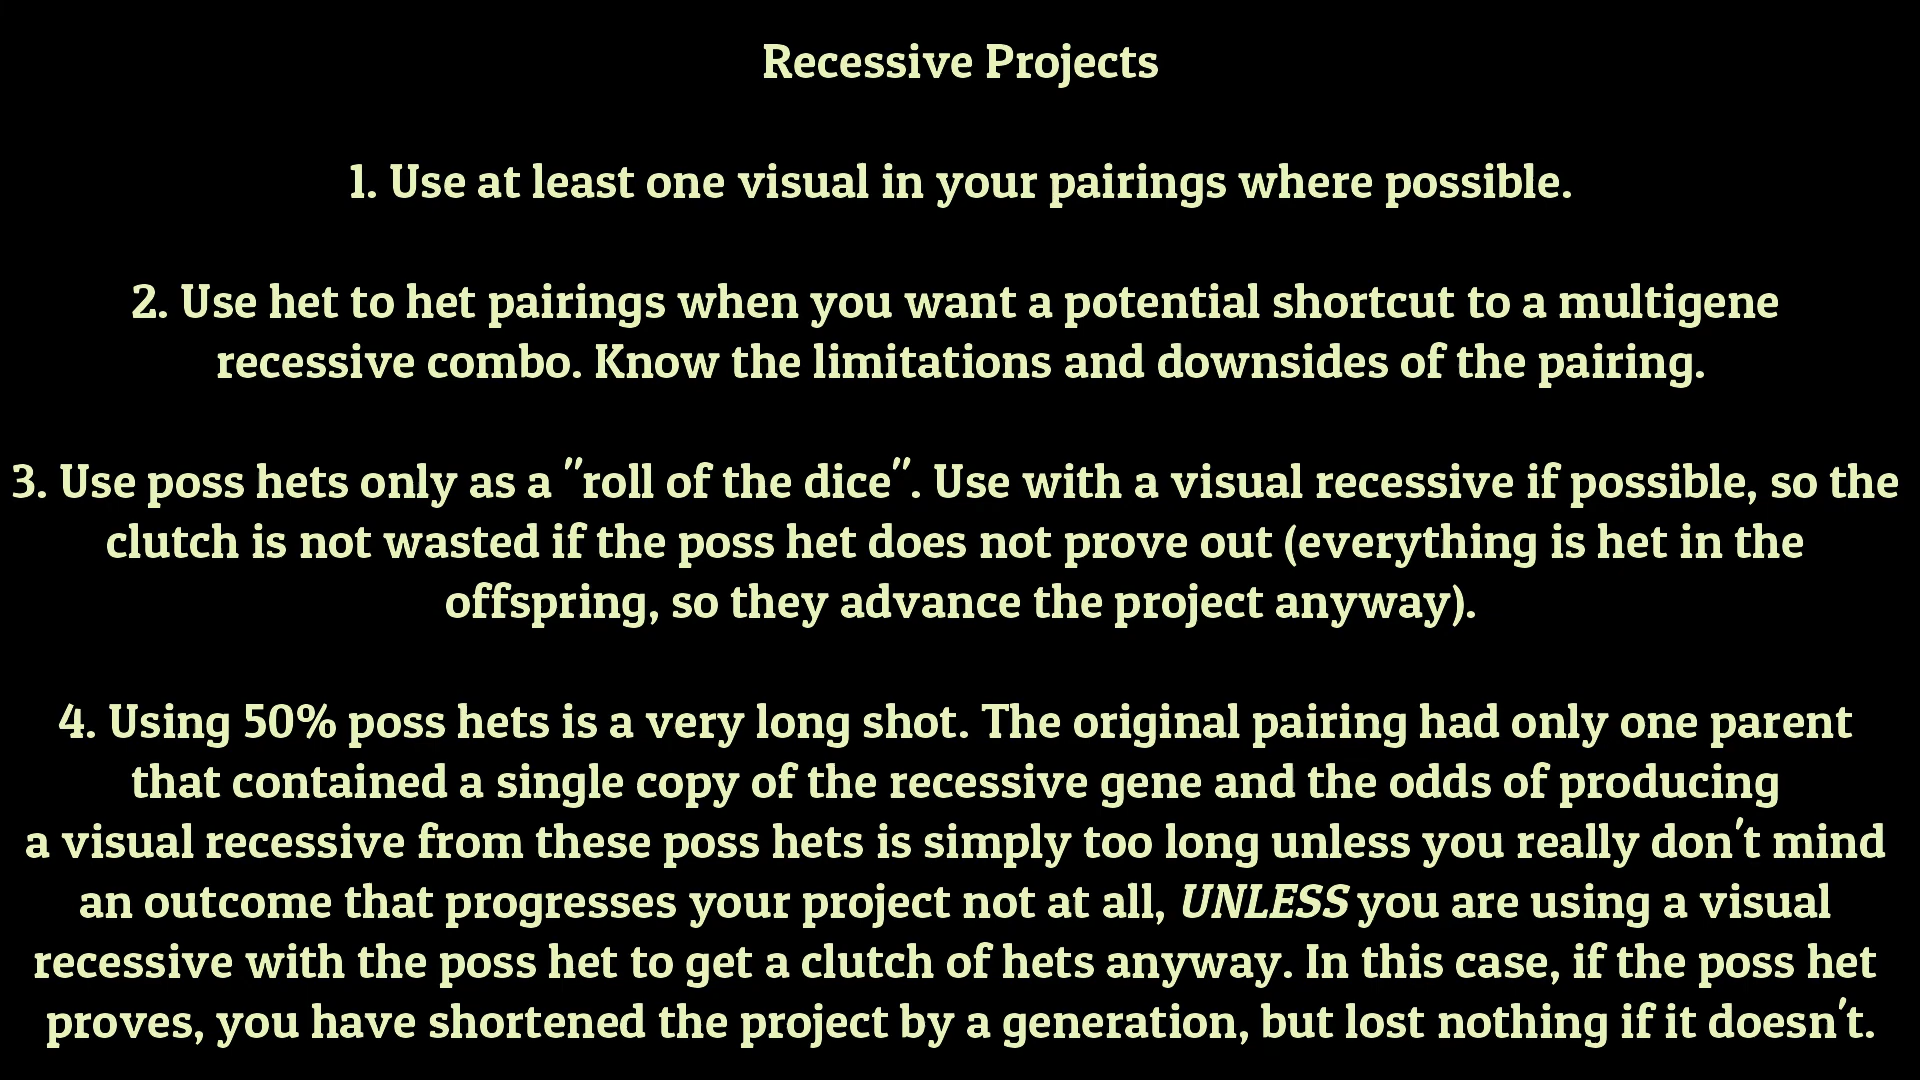 Recessive Projects
1. Use at least one visual in your pairings where possible.
2. Use het to het pairings when you want a potential shortcut to a multigene
recessive combo. Know the limitations and downsides of the pairing.
3. Use poss hets only as a "roll of the dice". Use with a visual recessive if possible, so the
clutch is not wasted if the poss het does not prove out (everything is het in the
offspring, so they advance the project anyway).
4. Using 50% poss hets is a very long shot. The original pairing had only one parent
that contained a single copy of the recessive gene and the odds of producing
a visual recessive from these poss hets is simply too long unless you really don't mind
an outcome that progresses your project not at all, UNLESS you are using a visual
recessive with the poss het to get a clutch of hets anyway. In this case, if the poss het
proves, you have shortened the project by a generation, but lost nothing if it doesn't.